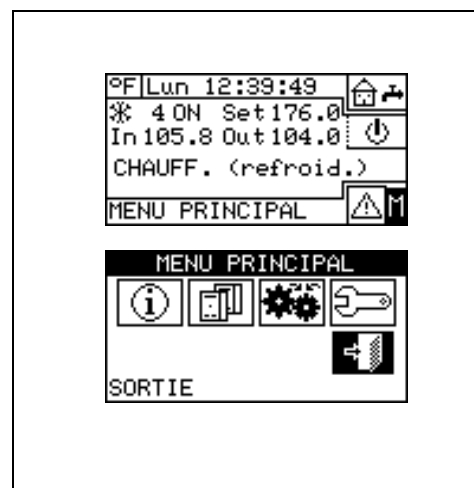 °F Lun 12:39:49
4 ON Set 176.0
In 105.8 Out 104.0
CHAUFF. (refroid.)
MENU PRINCIPAL M
MENU PRINCIPAL
SORTIE